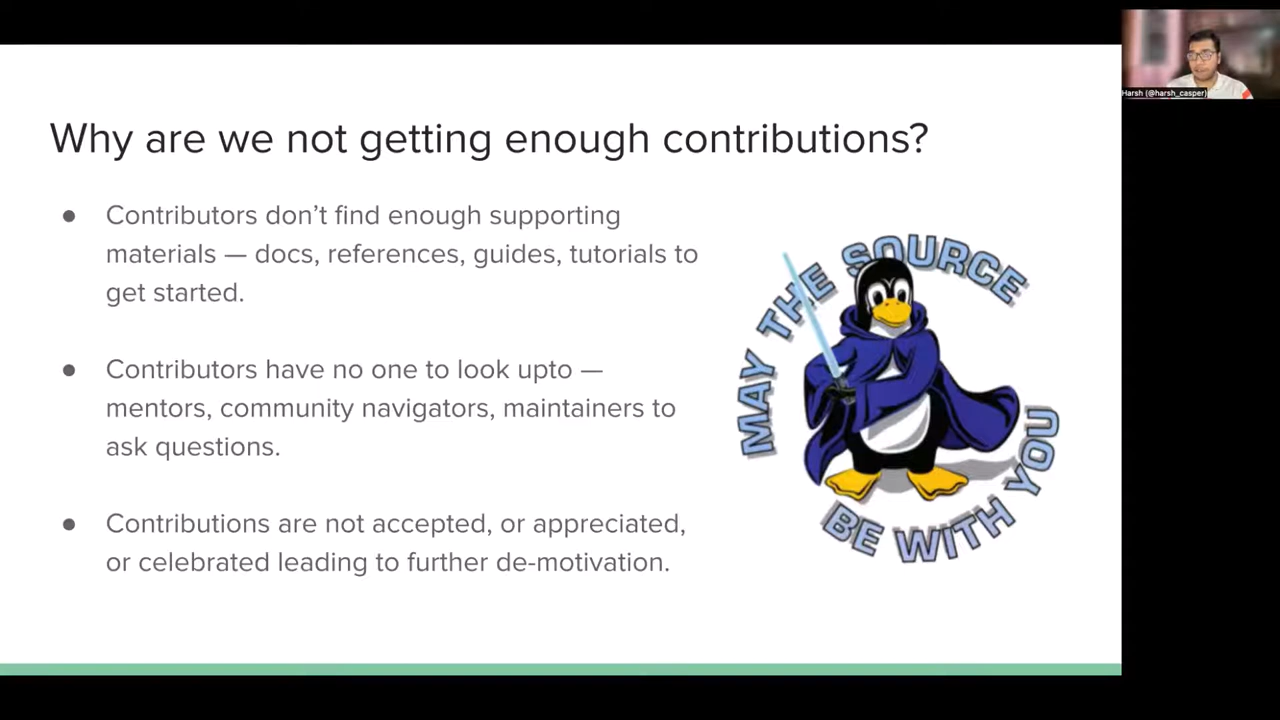 Harsh (@harsh_casper)
Why are we not getting enough contributions?
● Contributors don’t find enough supporting
materials — docs, references, guides, tutorials to
get started.
● Contributors have no one to look upto —
mentors, community navigators, maintainers to
ask questions.
● Contributions are not accepted, or appreciated,
or celebrated leading to further de-motivation.
MAY THE SOURCE
BE WITH YOU